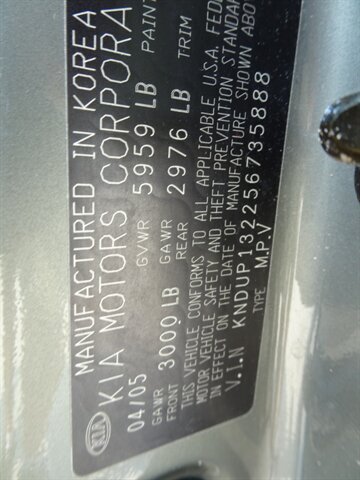 MANUFACTURED IN KOREA
KIA KIA MOTORS CORPORA
04/05 GVWR 5959 LB PAINT
GAWR FRONT 3000 LB GAWR REAR 2976 LB TRIM
THIS VEHICLE CONFORMS TO ALL APPLICABLE U.S.A. FEDE
MOTOR VEHICLE SAFETY AND THEFT PREVENTION STANDARD
IN EFFECT ON THE DATE OF MANUFACTURE SHOWN ABO
V.I.N KNDUP132256735888
TYPE M.P.V